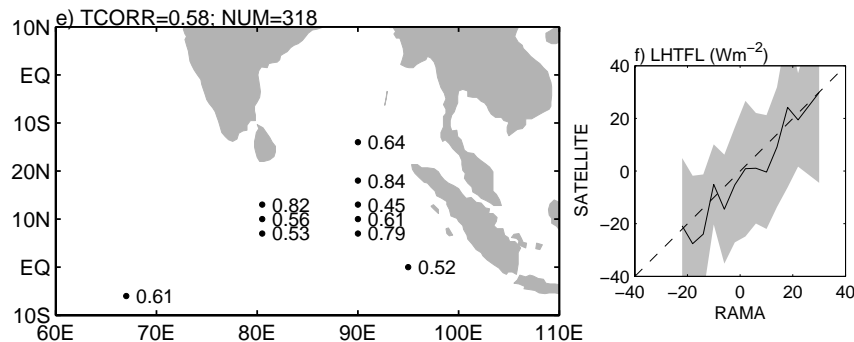 e) TCORR=0.58; NUM=318
10N
EQ
10S
20N
10N
EQ
10S
0.64
0.84
0.82
0.45
0.56
0.61
0.53
0.79
0.52
0.61
60E 70E 80E 90E 100E 110E
f) LHTFL (Wm−2)
SATELLITE
40
20
0
−20
−40
−40 −20 0 20 40
RAMA